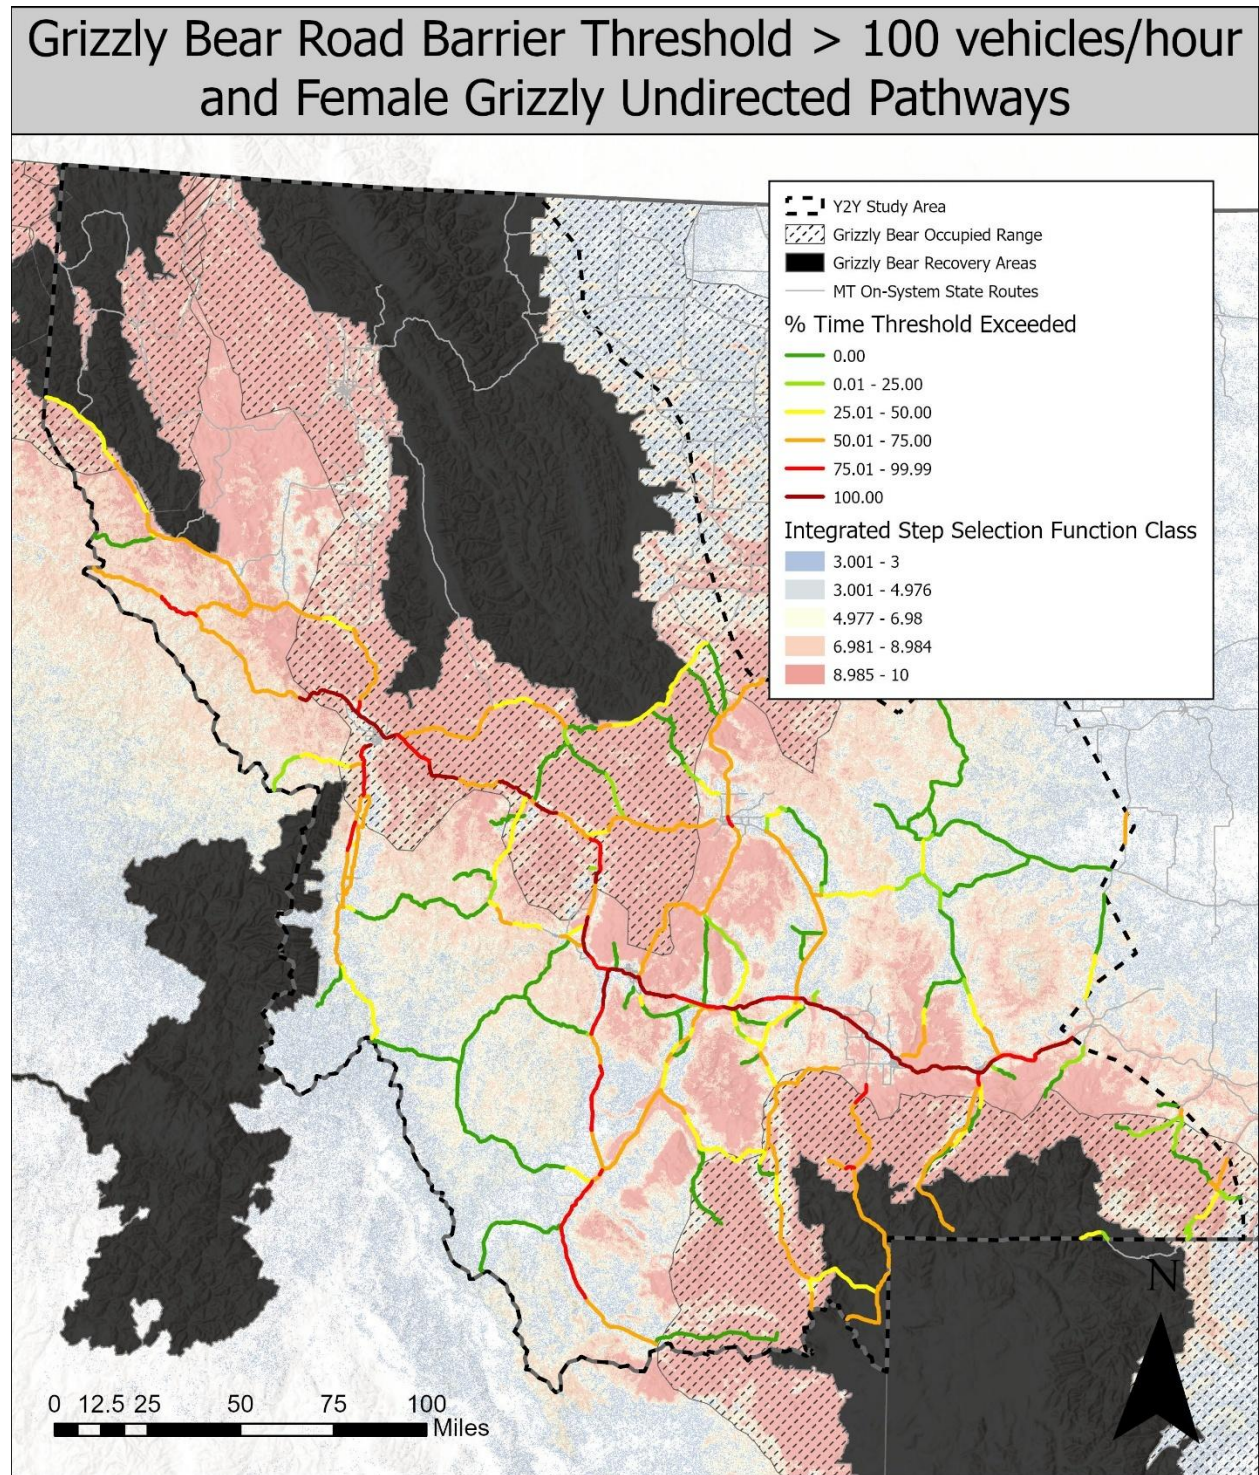 Grizzly Bear Road Barrier Threshold > 100 vehicles/hour
and Female Grizzly Undirected Pathways
Y2Y Study Area
Grizzly Bear Occupied Range
Grizzly Bear Recovery Areas
MT On-System State Routes
% Time Threshold Exceeded
0.00
0.01 - 25.00
25.01 - 50.00
50.01 - 75.00
75.01 - 99.99
100.00
Integrated Step Selection Function Class
3.001 - 3
3.001 - 4.976
4.977 - 6.98
6.981 - 8.984
8.985 - 10
N
0 12.5 25 50 75 100
Miles